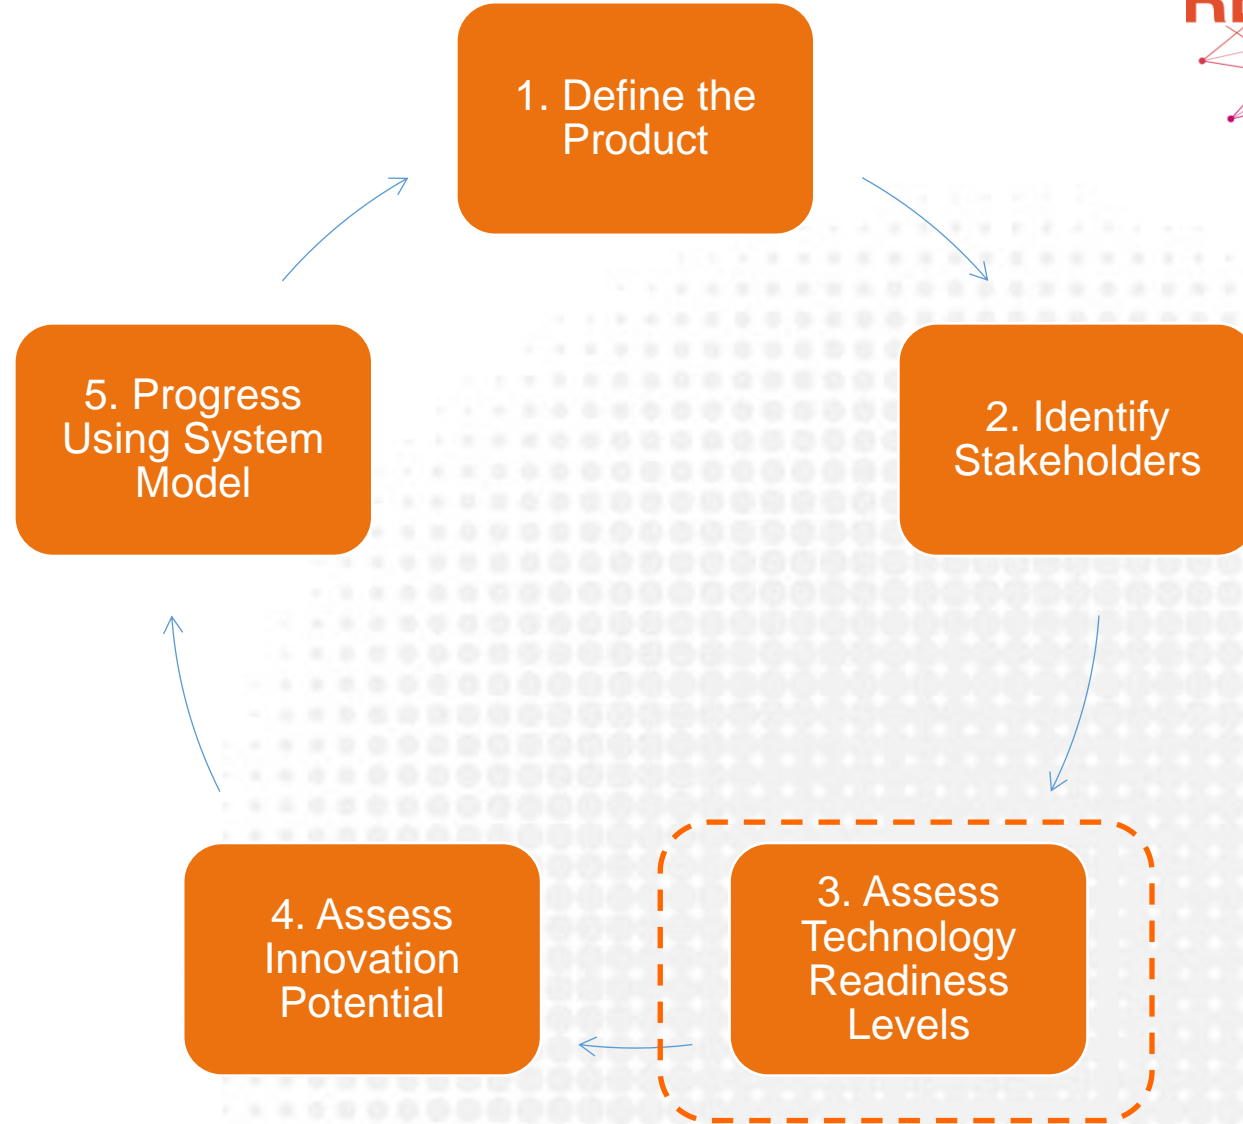 1. Define the
Product
2. Identify
Stakeholders
3. Assess
Technology
Readiness
Levels
4. Assess
Innovation
Potential
5. Progress
Using System
Model